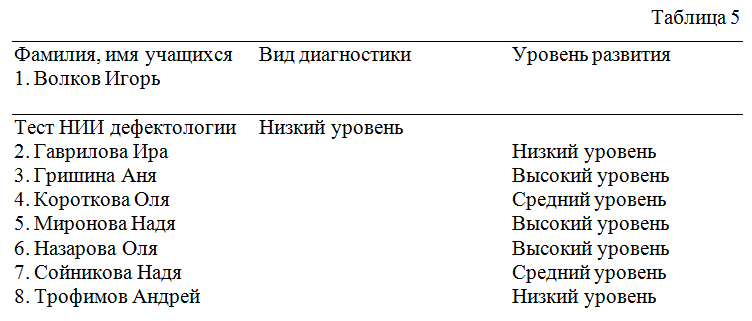 Таблица 5
Фамилия, имя учащихся Вид диагностики Уровень развития
1. Волков Игорь
Тест НИИ дефектологии Низкий уровень
2. Гаврилова Ира Низкий уровень
3. Гришина Аня Высокий уровень
4. Короткова Оля Средний уровень
5. Миронова Надя Высокий уровень
6. Назарова Оля Высокий уровень
7. Сойникова Надя Средний уровень
8. Трофимов Андрей Низкий уровень